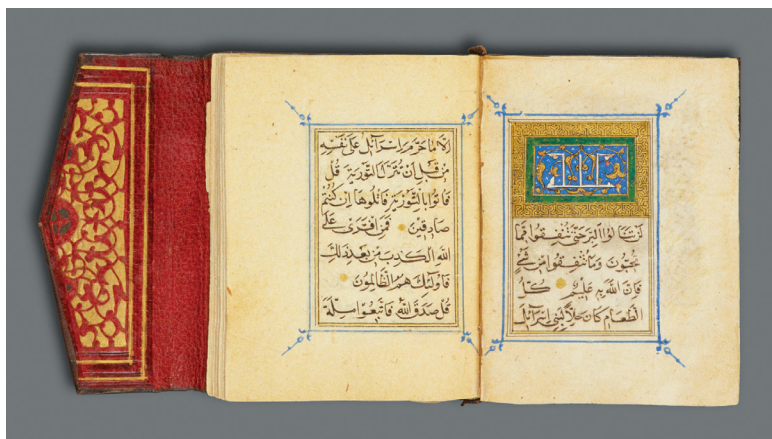 لن تنالوا البر حتى تنفقوا مما
تحبون وما تنفقوا من شيء
فان الله به عليم كل
الطعام كان حلا لبني اسرائيل
الا ما حرم اسرائيل على نفسه
من قبل ان تنزل التورية قل
فاتوا بالتورية فاتلوها ان كنتم
صادقين فمن افترى على
الله الكذب من بعد ذلك
فاولئك هم الظالمون
قل صدق الله فاتبعوا ملة